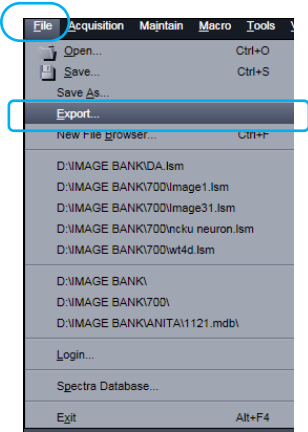 File Acquisition Maintain Macro Tools
Open... Ctrl+O
Save... Ctrl+S
Save As...
Export...
New File Browser... Ctrl+F
D:\IMAGE BANK\DA.lsm
D:\IMAGE BANK\700\Image1.lsm
D:\IMAGE BANK\700\Image31.lsm
D:\IMAGE BANK\700\ncku neuron.lsm
D:\IMAGE BANK\700\wt4d.lsm
D:\IMAGE BANK\
D:\IMAGE BANK\700\
D:\IMAGE BANK\ANITA\1121.mdb\
Login...
Spectra Database...
Exit Alt+F4